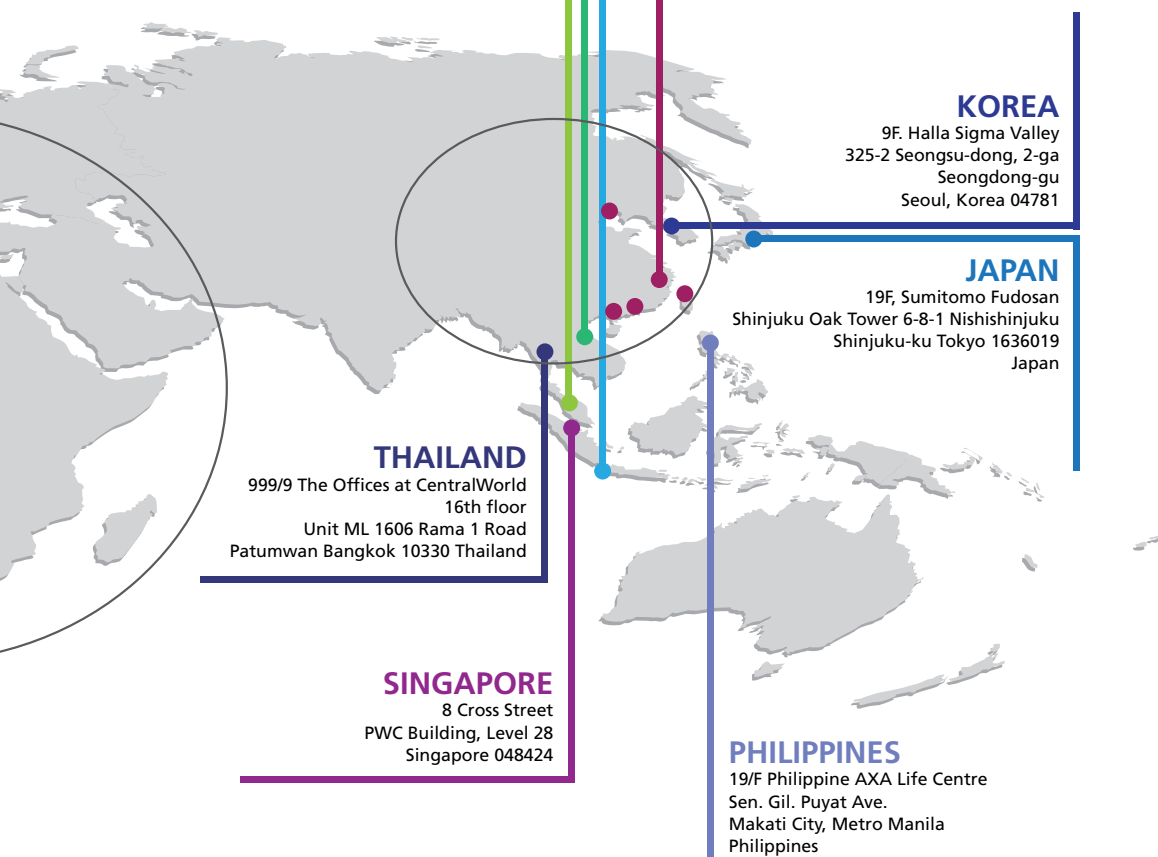 KOREA
9F. Halla Sigma Valley
325-2 Seongsu-dong, 2-ga
Seongdong-gu
Seoul, Korea 04781
JAPAN
19F, Sumitomo Fudosan
Shinjuku Oak Tower 6-8-1 Nishishinjuku
Shinjuku-ku Tokyo 1636019
Japan
THAILAND
999/9 The Offices at CentralWorld
16th floor
Unit ML 1606 Rama 1 Road
Patumwan Bangkok 10330 Thailand
SINGAPORE
8 Cross Street
PWC Building, Level 28
Singapore 048424
PHILIPPINES
19/F Philippine AXA Life Centre
Sen. Gil. Puyat Ave.
Makati City, Metro Manila
Philippines